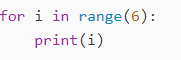 for i in range(6):
    print(i)